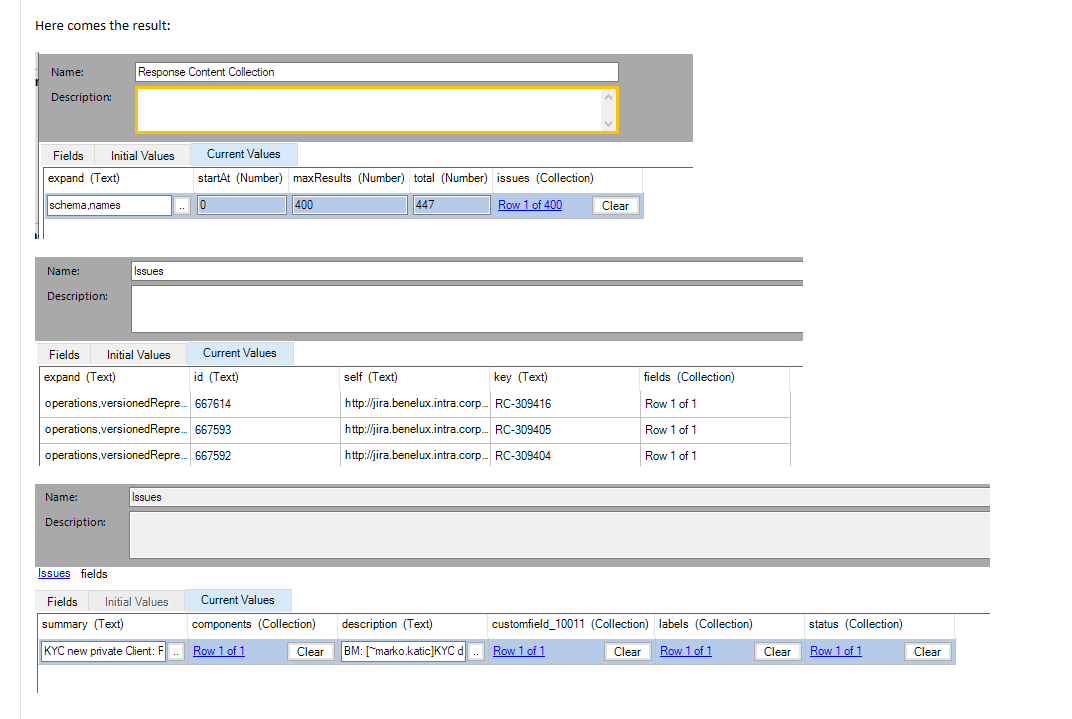 Here comes the result:
Name: Response Content Collection
Description:
Fields Initial Values Current Values
expand (Text) startAt (Number) maxResults (Number) total (Number) issues (Collection)
schema,names .. 0 400 447 Row 1 of 400 Clear
Name: Issues
Description:
Fields Initial Values Current Values
expand (Text) id (Text) self (Text) key (Text) fields (Collection)
operations,versionedRepre... 667614 http://jira.benelux.intra.corp... RC-309416 Row 1 of 1
operations,versionedRepre... 667593 http://jira.benelux.intra.corp... RC-309405 Row 1 of 1
operations,versionedRepre... 667592 http://jira.benelux.intra.corp... RC-309404 Row 1 of 1
Name: Issues
Description:
Issues fields
Fields Initial Values Current Values
summary (Text) components (Collection) description (Text) customfield_10011 (Collection) labels (Collection) status (Collection)
KYC new private Client: F .. Row 1 of 1 Clear BM: [~marko.katic]KYC d .. Row 1 of 1 Clear Row 1 of 1 Clear Row 1 of 1 Clear